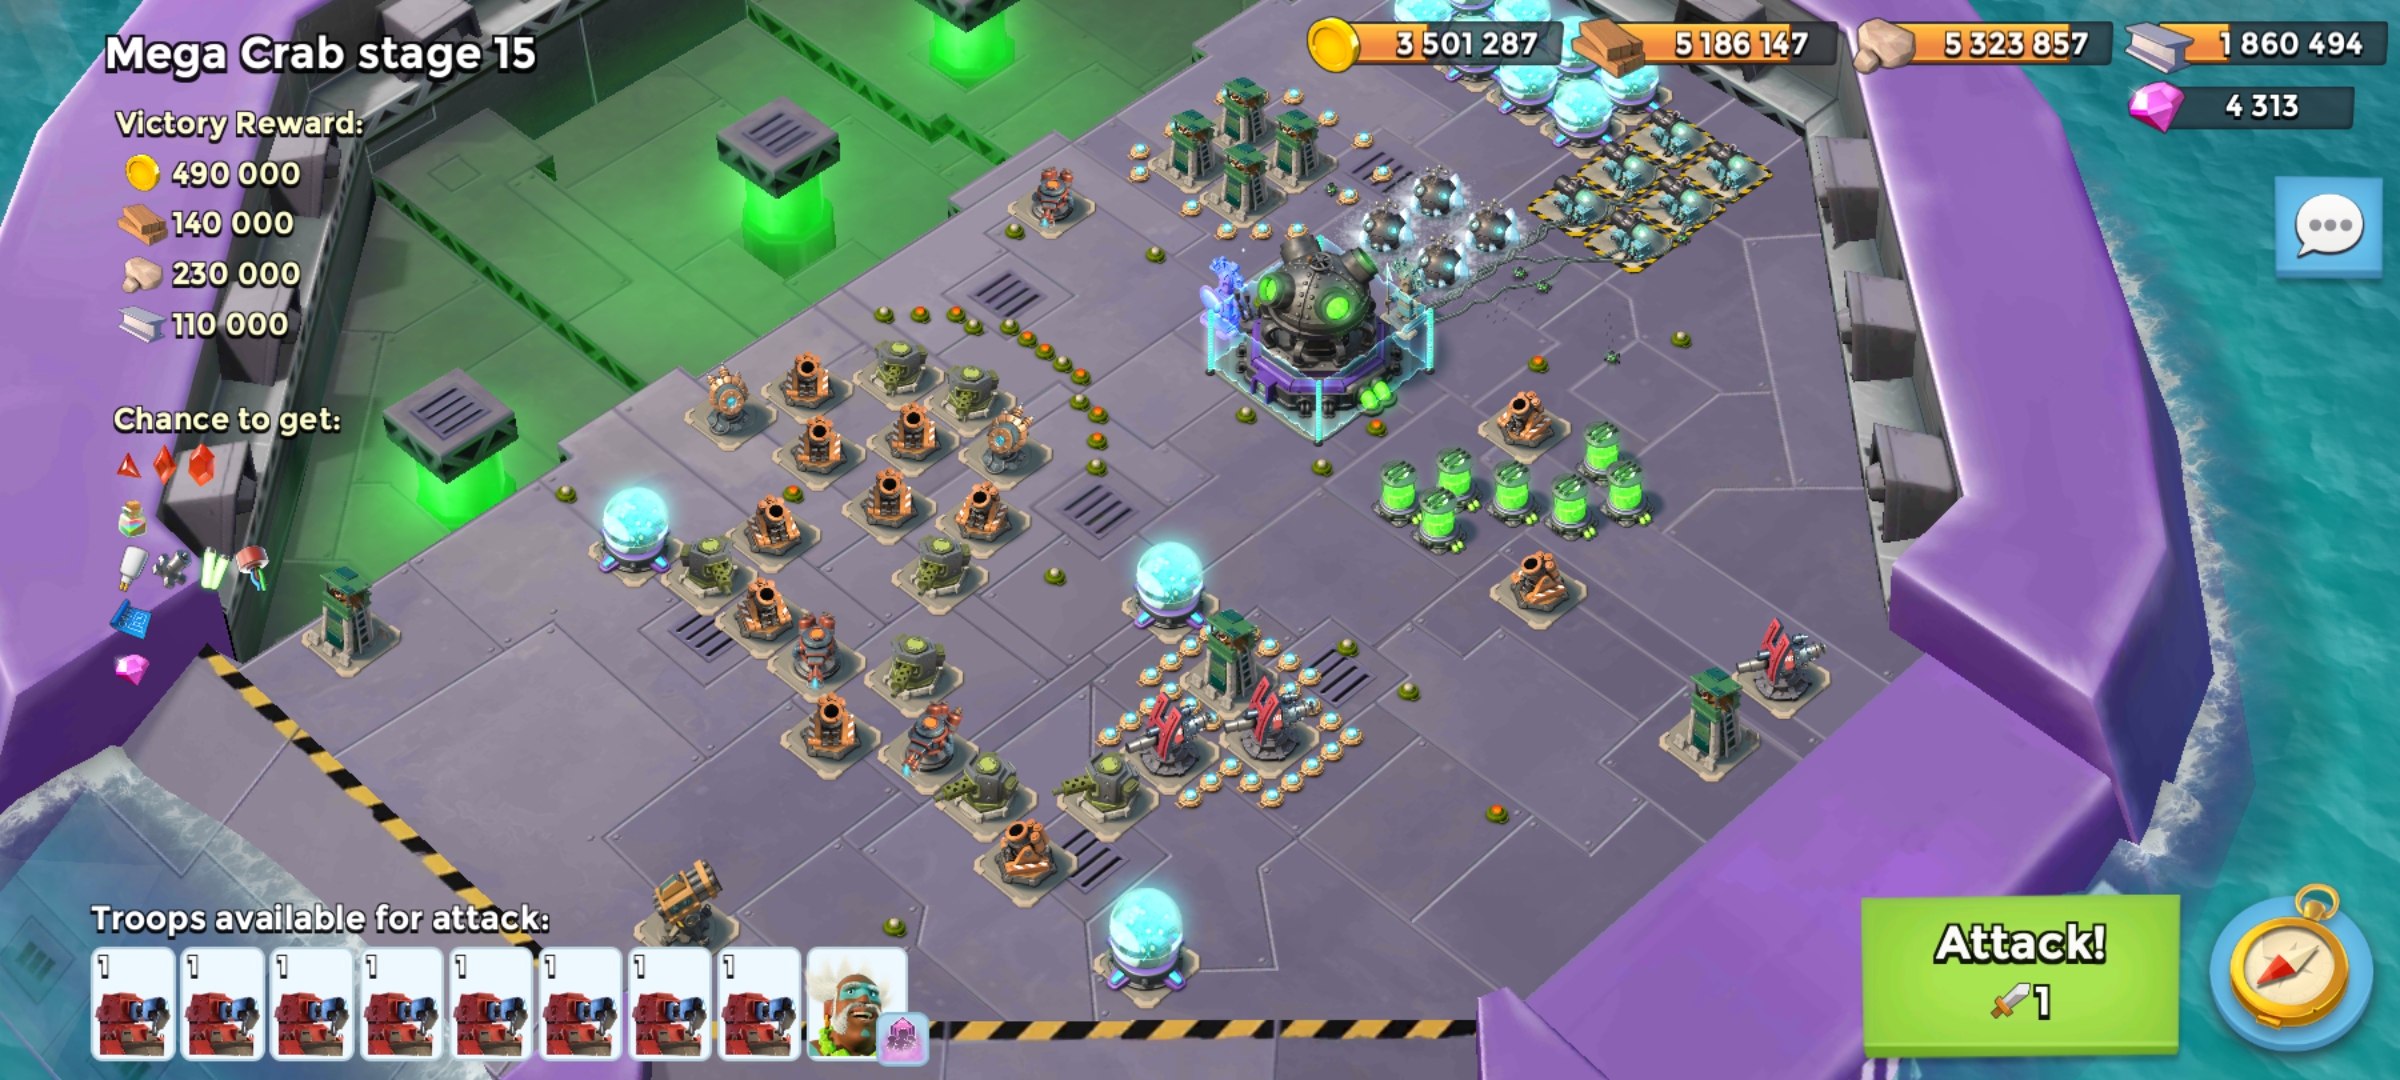 Mega Crab stage 15
3 501 287
5 186 147
5 323 857
1 860 494
4 313
Victory Reward:
490 000
140 000
230 000
110 000
Chance to get:
Troops available for attack:
1
1
1
1
1
1
1
1
Attack!
1